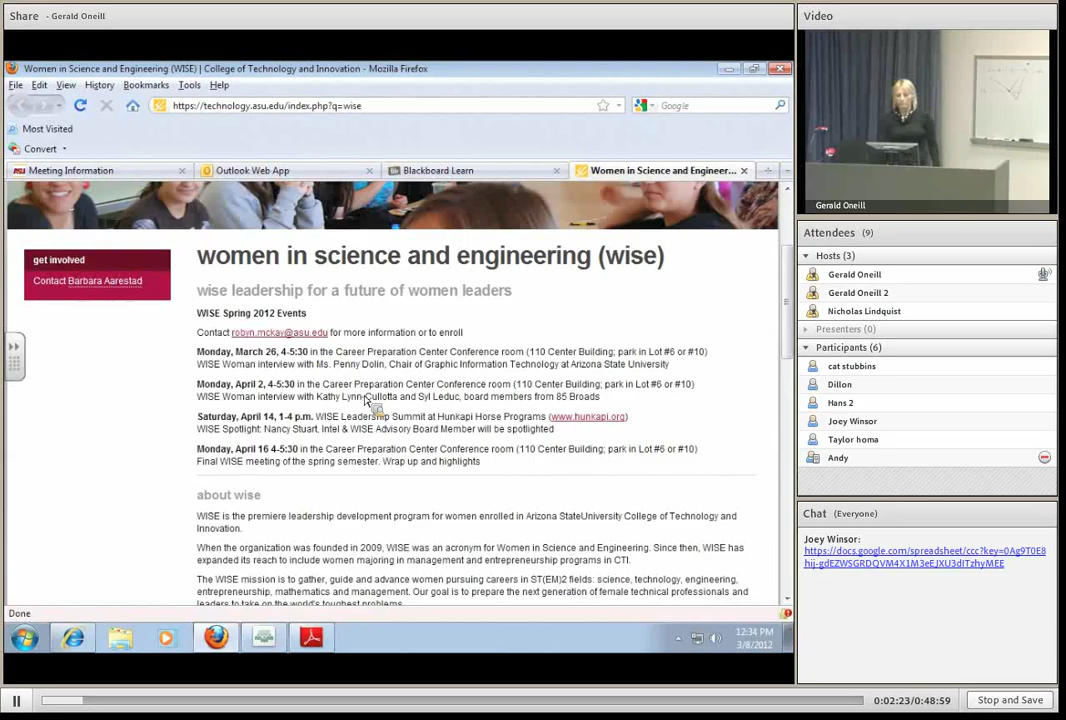 Share - Gerald Oneill
Women in Science and Engineering (WISE) | College of Technology and Innovation - Mozilla Firefox
File Edit View History Bookmarks Tools Help
https://technology.asu.edu/index.php?q=wise
Google
Most Visited
Convert
Meeting Information
Outlook Web App
Blackboard Learn
Women in Science and Engineer...
get involved
Contact Barbara Aarestad
women in science and engineering (wise)
wise leadership for a future of women leaders
WISE Spring 2012 Events
Contact robyn.mckay@asu.edu for more information or to enroll
Monday, March 26, 4-5:30 in the Career Preparation Center Conference room (110 Center Building; park in Lot #6 or #10)
WISE Woman interview with Ms. Penny Dolin, Chair of Graphic Information Technology at Arizona State University
Monday, April 2, 4-5:30 in the Career Preparation Center Conference room (110 Center Building; park in Lot #6 or #10)
WISE Woman interview with Kathy Lynn-Cullotta and Syl Leduc, board members from 85 Broads
Saturday, April 14, 1-4 p.m. WISE Leadership Summit at Hunkapi Horse Programs (www.hunkapi.org)
WISE Spotlight: Nancy Stuart, Intel & WISE Advisory Board Member will be spotlighted
Monday, April 16 4-5:30 in the Career Preparation Center Conference room (110 Center Building; park in Lot #6 or #10)
Final WISE meeting of the spring semester. Wrap up and highlights
about wise
WISE is the premiere leadership development program for women enrolled in Arizona StateUniversity College of Technology and
Innovation.
When the organization was founded in 2009, WISE was an acronym for Women in Science and Engineering. Since then, WISE has
expanded its reach to include women majoring in management and entrepreneurship programs in CTI.
The WISE mission is to gather, guide and advance women pursuing careers in ST(EM)2 fields: science, technology, engineering,
entrepreneurship, mathematics and management. Our goal is to prepare the next generation of female technical professionals and
leaders to take on the world's toughest problems.
Done
12:34 PM
3/8/2012
Video
Gerald Oneill
Attendees (9)
Hosts (3)
Gerald Oneill
Gerald Oneill 2
Nicholas Lindquist
Presenters (0)
Participants (6)
cat stubbins
Dillon
Hans 2
Joey Winsor
Taylor homa
Andy
Chat (Everyone)
Joey Winsor:
https://docs.google.com/spreadsheet/ccc?key=0Ag9T0E8
hij-gdEZWSGRDQVM4X1M3eEJXU3dITzhyMEE
0:02:23/0:48:59
Stop and Save